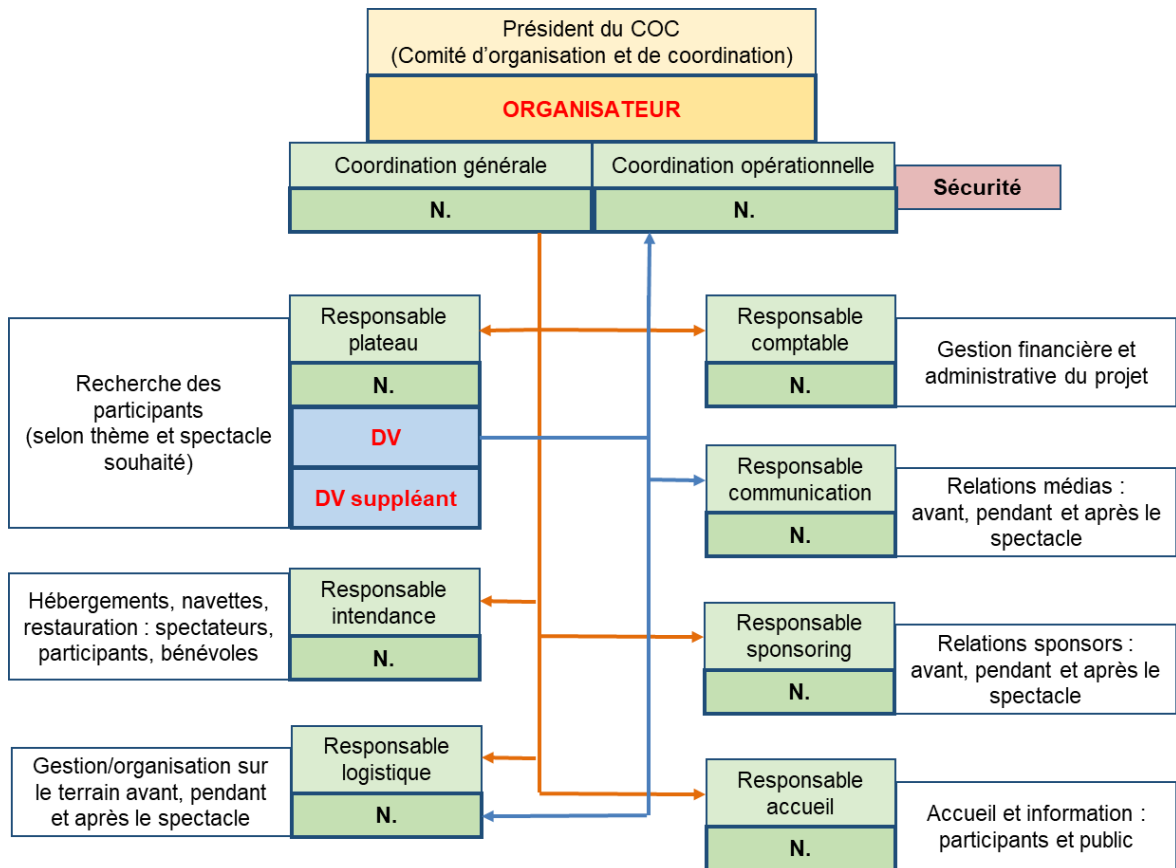 Président du COC
(Comité d'organisation et de coordination)
ORGANISATEUR
Coordination générale
Coordination opérationnelle
Sécurité
N.
N.
Recherche des
participants
(selon thème et spectacle
souhaité)
Responsable
plateau
N.
DV
DV suppléant
Responsable
comptable
N.
Gestion financière et
administrative du projet
Responsable
communication
N.
Relations médias :
avant, pendant et après le
spectacle
Hébergements, navettes,
restauration : spectateurs,
participants, bénévoles
Responsable
intendance
N.
Responsable
sponsoring
N.
Relations sponsors :
avant, pendant et après le
spectacle
Gestion/organisation sur
le terrain avant, pendant
et après le spectacle
Responsable
logistique
N.
Responsable
accueil
N.
Accueil et information :
participants et public